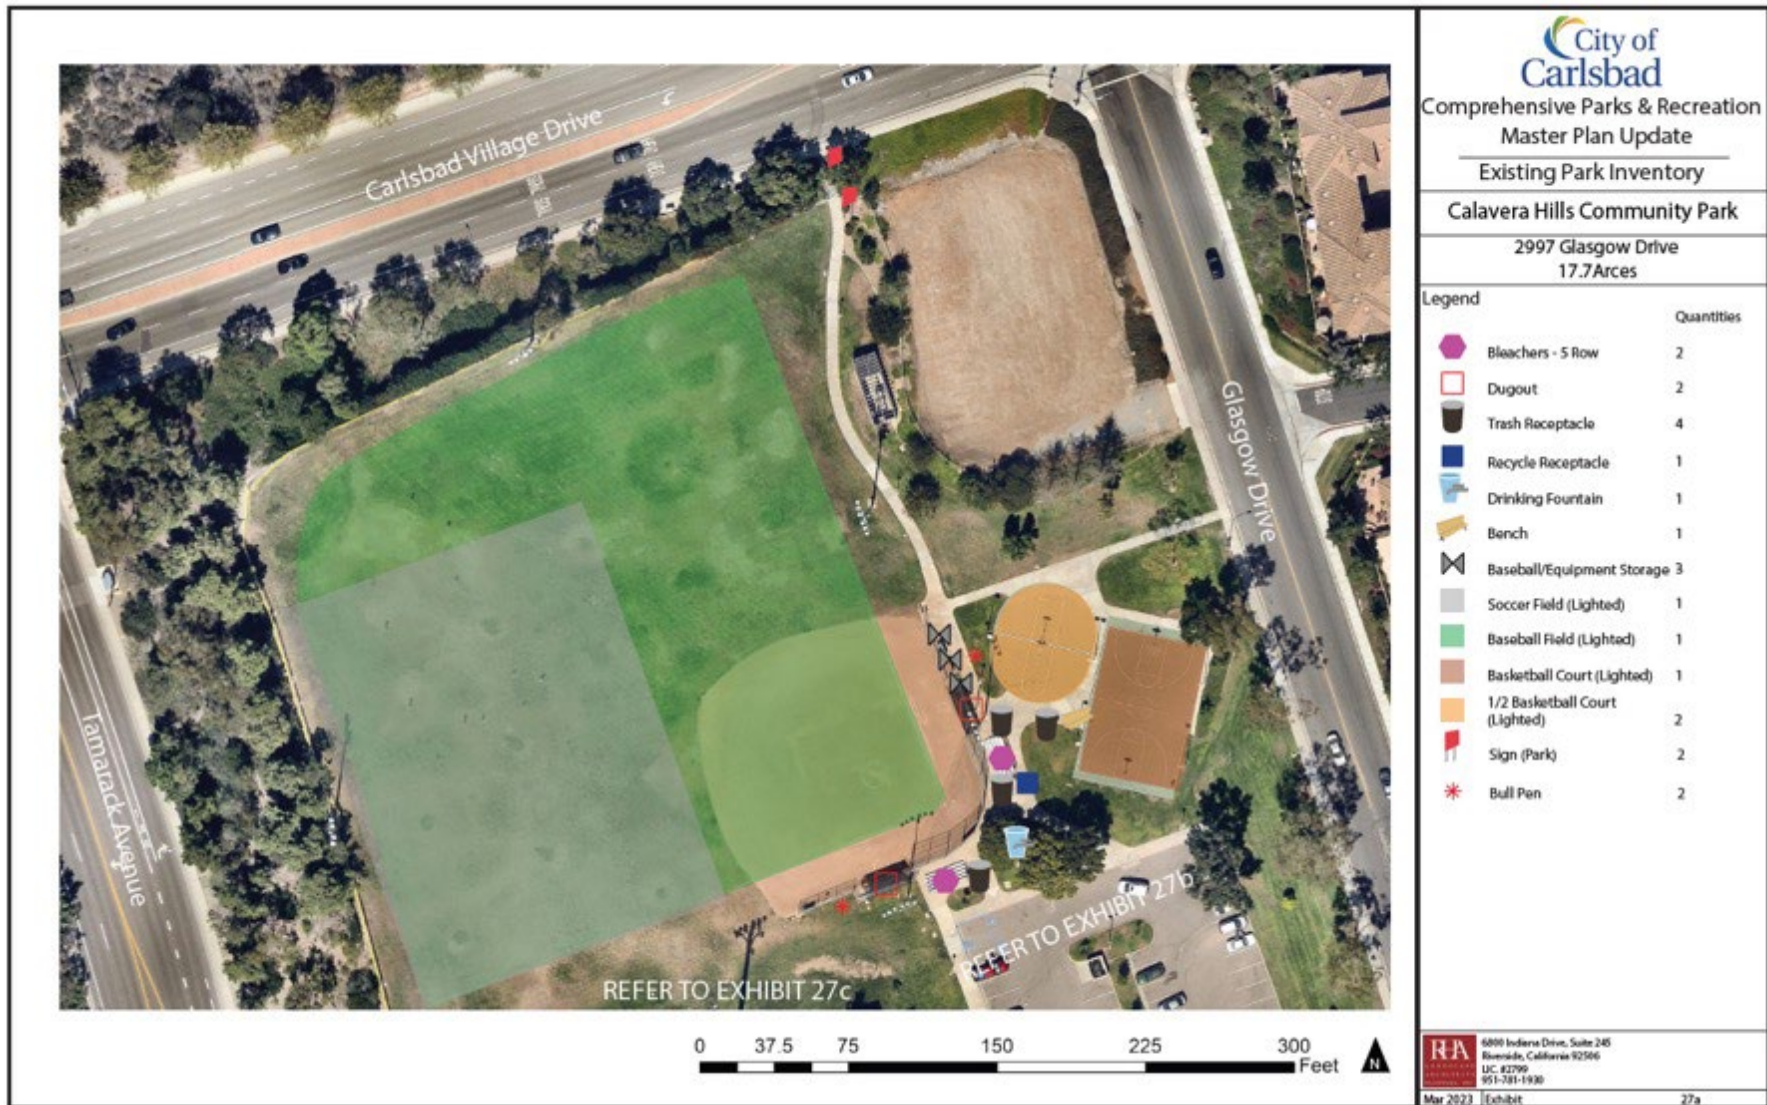 Carlsbad Village Drive
Glasgow Drive
Tamarack Avenue
REFER TO EXHIBIT 27b
REFER TO EXHIBIT 27c
0 37.5 75 150 225 300
Feet
N
City of
Carlsbad
Comprehensive Parks & Recreation
Master Plan Update
Existing Park Inventory
Calavera Hills Community Park
2997 Glasgow Drive
17.7Arces
Legend
Quantities
Bleachers - 5 Row 2
Dugout 2
Trash Receptacle 4
Recycle Receptacle 1
Drinking Fountain 1
Bench 1
Baseball/Equipment Storage 3
Soccer Field (Lighted) 1
Baseball Field (Lighted) 1
Basketball Court (Lighted) 1
1/2 Basketball Court
(Lighted) 2
Sign (Park) 2
Bull Pen 2
RHA
6800 Indiana Drive, Suite 245
Riverside, California 92506
LIC. #2799
951-781-1930
Mar 2023 Exhibit 27a